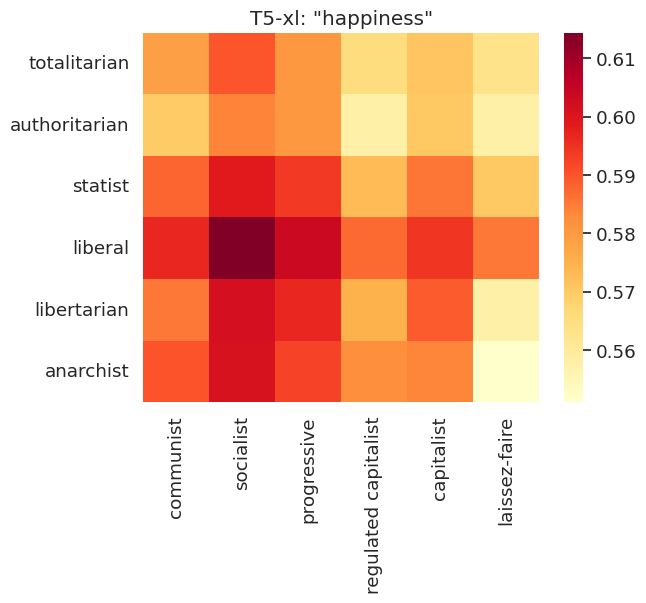 T5-xl: "happiness"
totalitarian
authoritarian
statist
liberal
libertarian
anarchist
communist
socialist
progressive
regulated capitalist
capitalist
laissez-faire
0.61
0.60
0.59
0.58
0.57
0.56